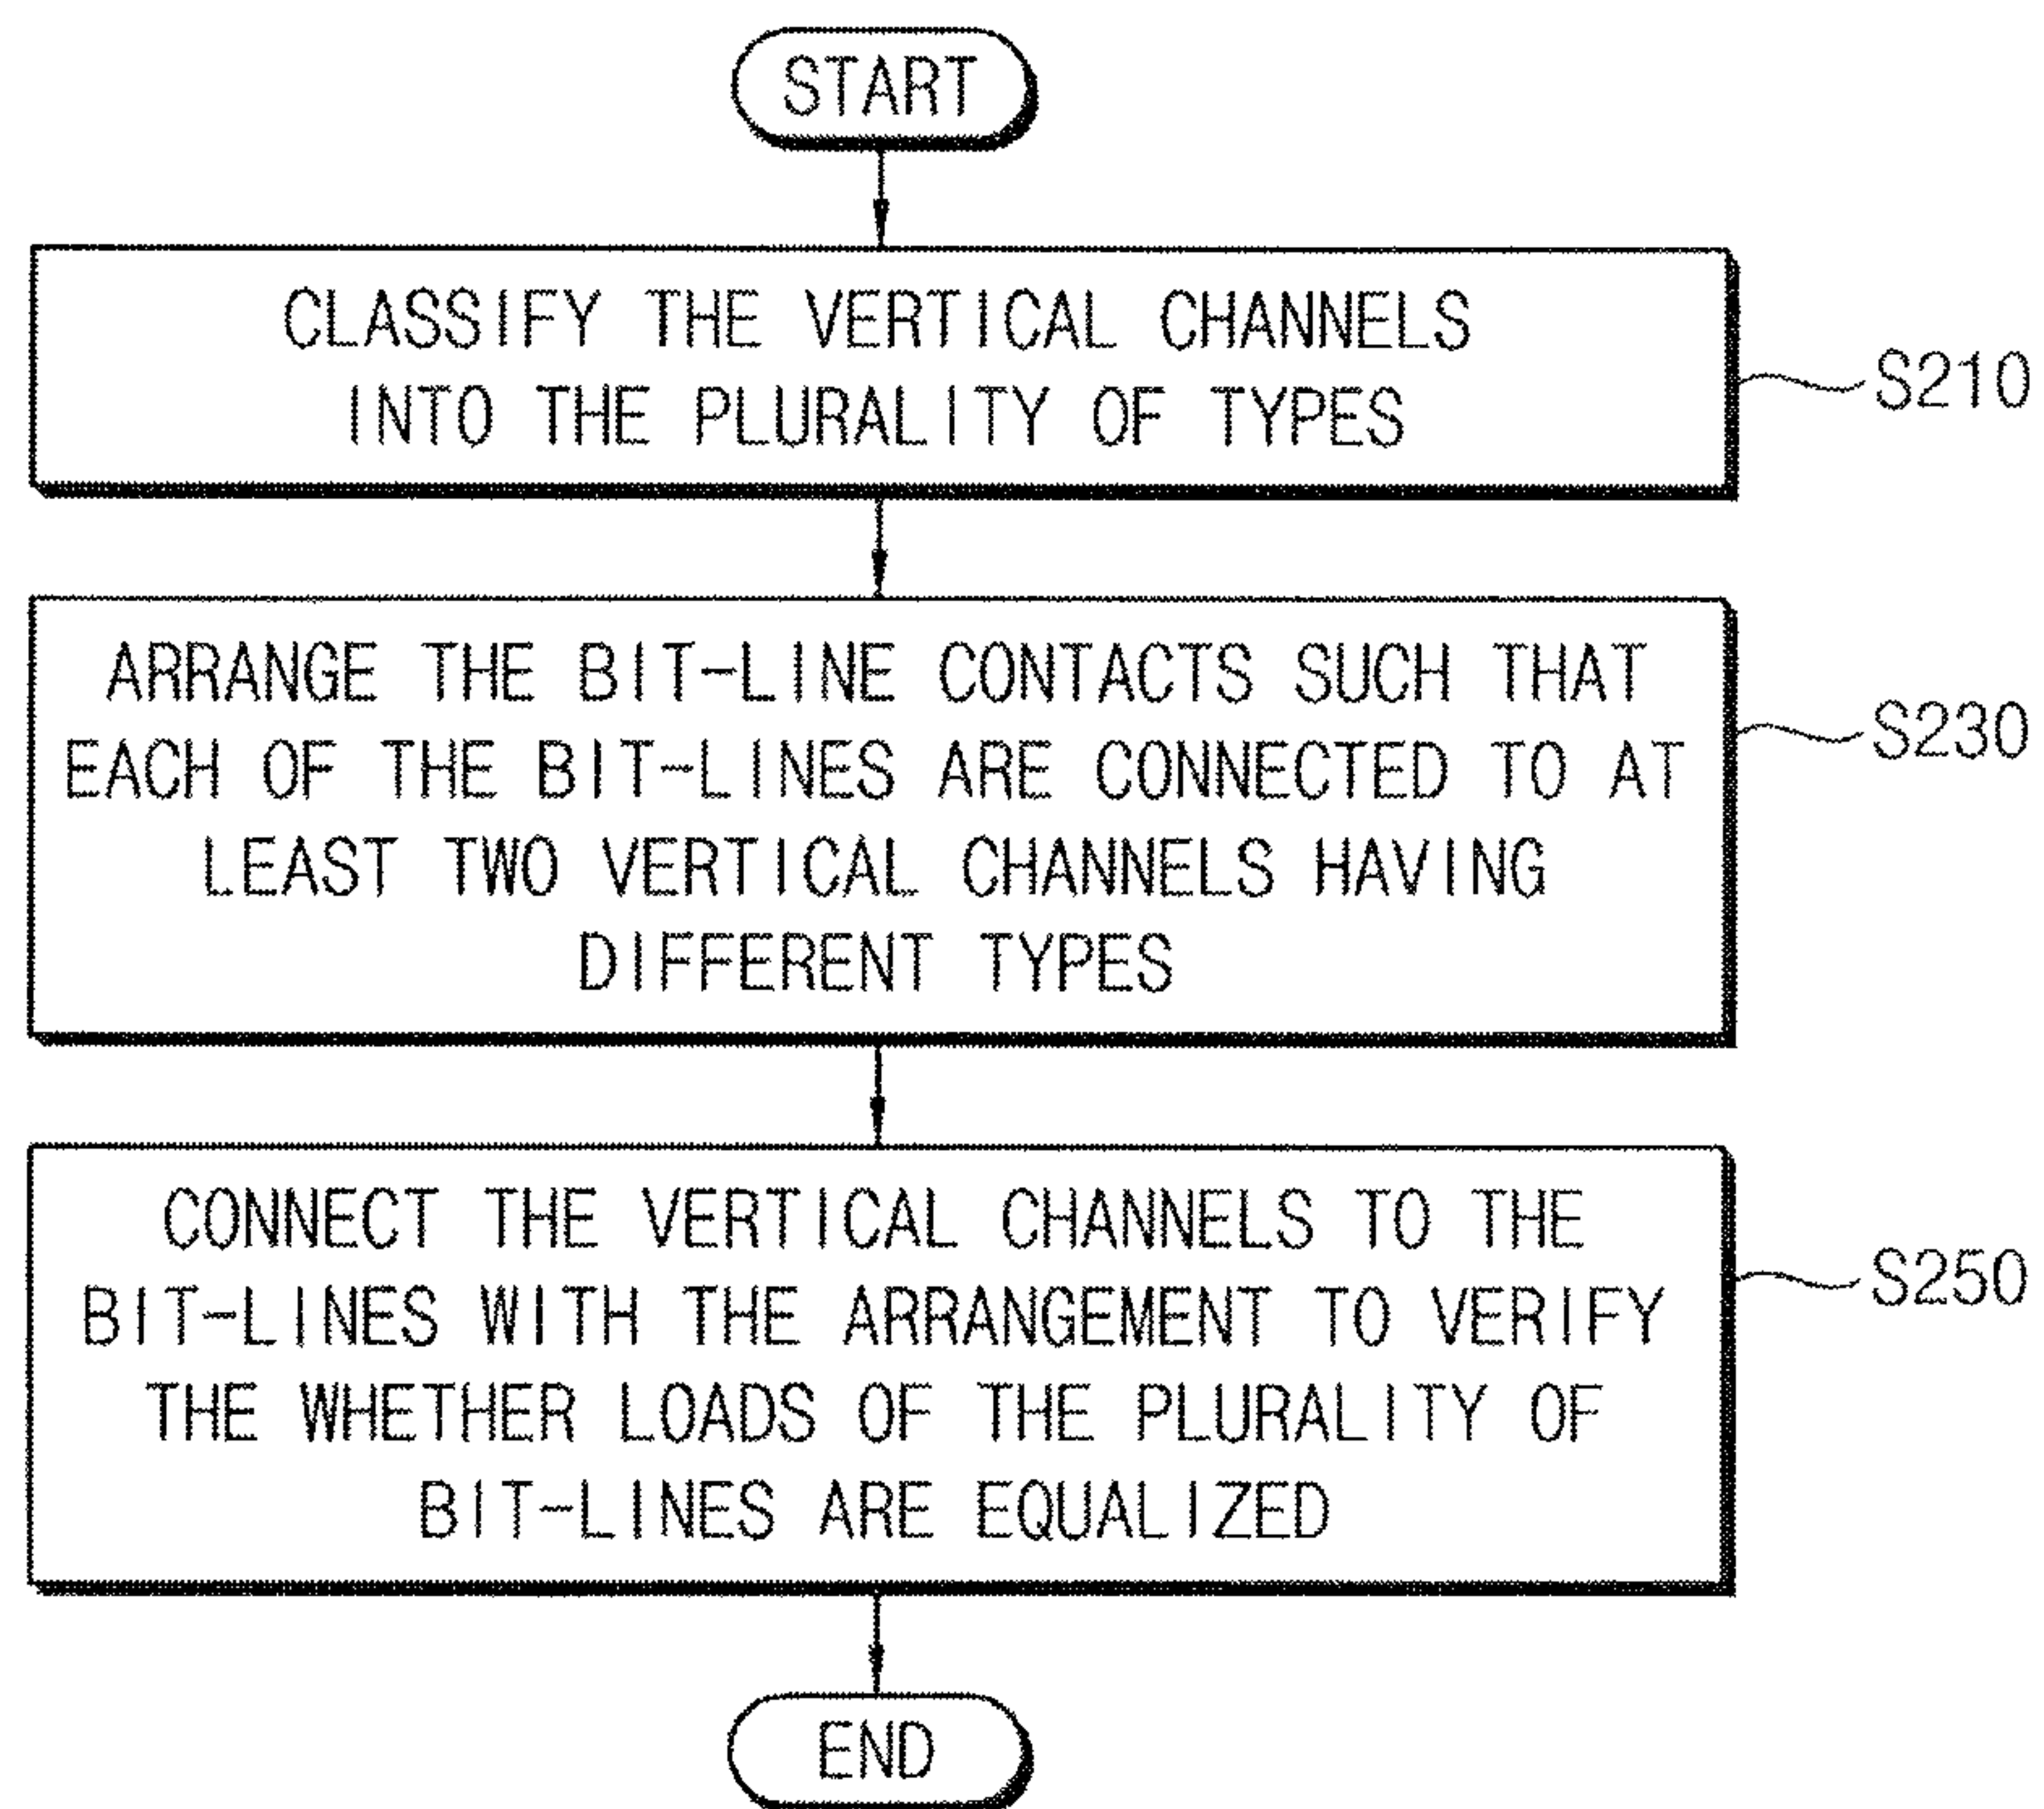 START
CLASSIFY THE VERTICAL CHANNELS
INTO THE PLURALITY OF TYPES
S210
ARRANGE THE BIT-LINE CONTACTS SUCH THAT
EACH OF THE BIT-LINES ARE CONNECTED TO AT
LEAST TWO VERTICAL CHANNELS HAVING
DIFFERENT TYPES
S230
CONNECT THE VERTICAL CHANNELS TO THE
BIT-LINES WITH THE ARRANGEMENT TO VERIFY
THE WHETHER LOADS OF THE PLURALITY OF
BIT-LINES ARE EQUALIZED
S250
END